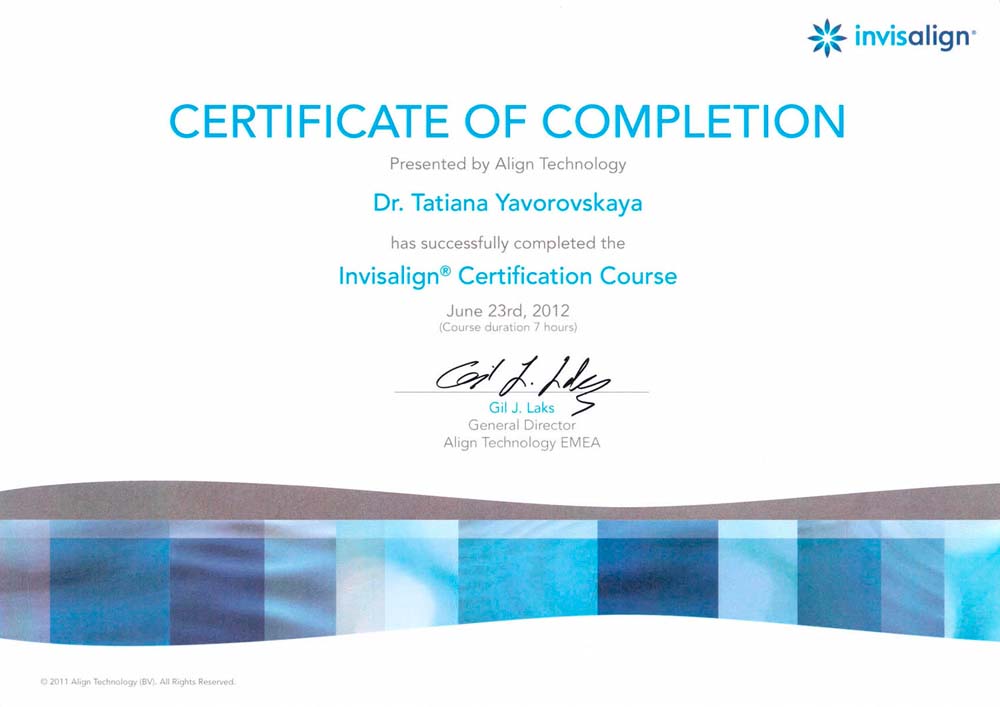 invisalign®
CERTIFICATE OF COMPLETION
Presented by Align Technology
Dr. Tatiana Yavorovskaya
has successfully completed the
Invisalign® Certification Course
June 23rd, 2012
(Course duration 7 hours)
Gil J. Laks
Gil J. Laks
General Director
Align Technology EMEA
© 2011 Align Technology (BV). All Rights Reserved.